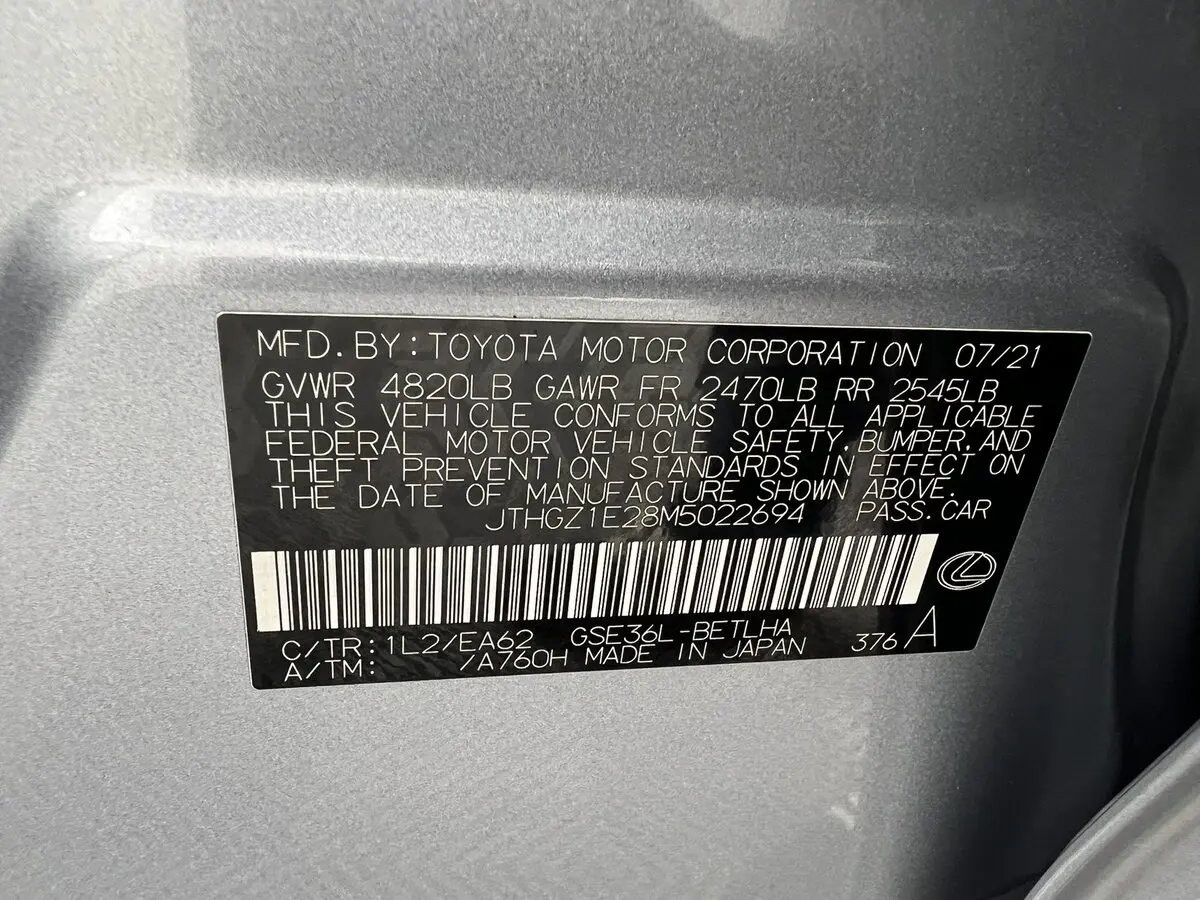 MFD. BY: TOYOTA MOTOR CORPORATION 07/21
GVWR 4820LB GAWR FR 2470LB RR 2545LB
THIS VEHICLE CONFORMS TO ALL APPLICABLE
FEDERAL MOTOR VEHICLE SAFETY, BUMPER, AND
THEFT PREVENTION STANDARDS IN EFFECT ON
THE DATE OF MANUFACTURE SHOWN ABOVE.
JTHGZ1E28M5022694 PASS. CAR
C/TR: 1L2/EA62 GSE36L-BETLHA
A/TM: /A760H MADE IN JAPAN 376 A